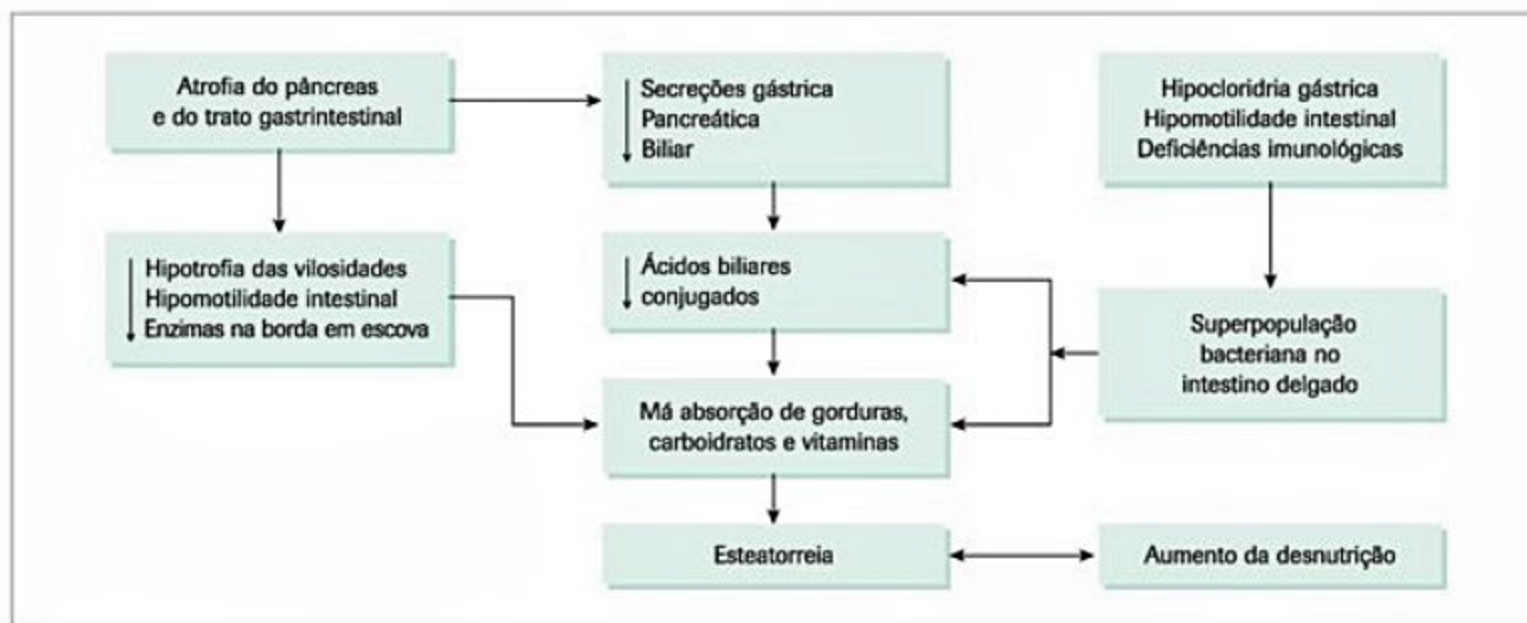 Atrofia do pâncreas
e do trato gastrintestinal
Secreções gástrica
Pancreática
Biliar
Hipocloridria gástrica
Hipomotilidade intestinal
Deficiências imunológicas
Hipotrofia das vilosidades
Hipomotilidade intestinal
Enzimas na borda em escova
Ácidos biliares
conjugados
Superpopulação
bacteriana no
intestino delgado
Má absorção de gorduras,
carboidratos e vitaminas
Esteatorreia
Aumento da desnutrição